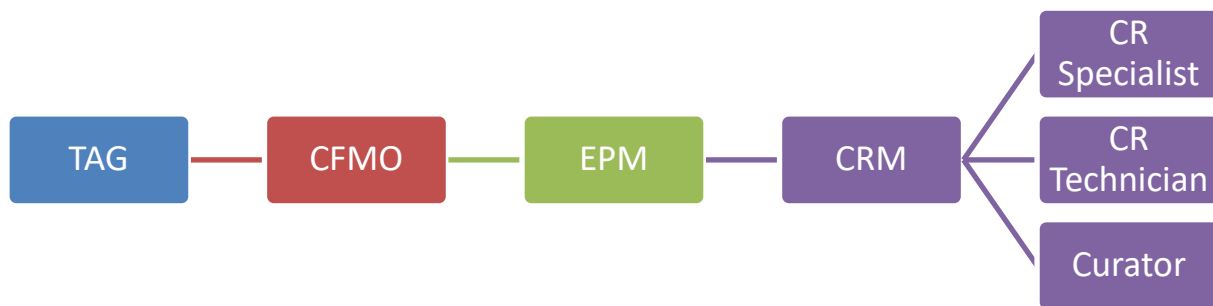 TAG
CFMO
EPM
CRM
CR
Specialist
CR
Technician
Curator